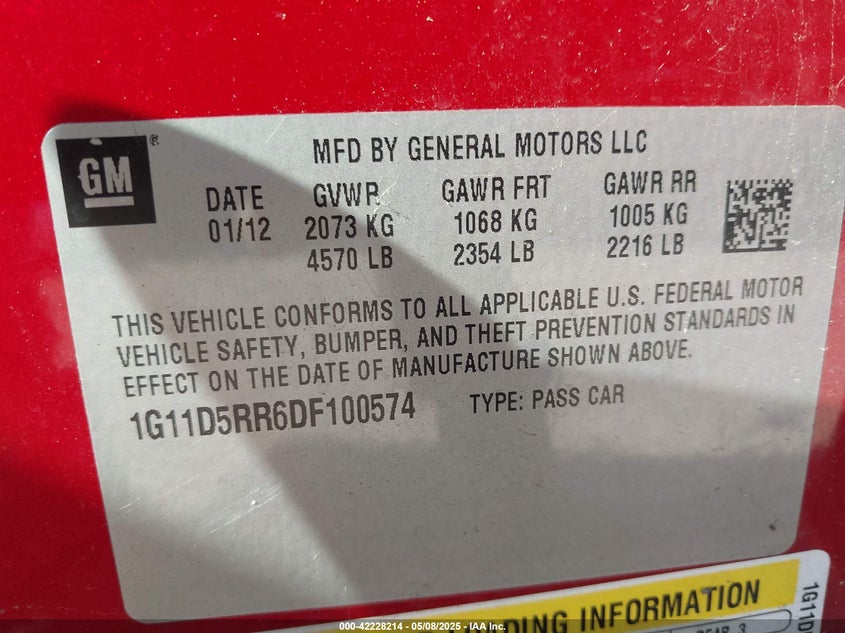 GM®
MFD BY GENERAL MOTORS LLC
DATE GVWR GAWR FRT GAWR RR
01/12 2073 KG 1068 KG 1005 KG
4570 LB 2354 LB 2216 LB
THIS VEHICLE CONFORMS TO ALL APPLICABLE U.S. FEDERAL MOTOR
VEHICLE SAFETY, BUMPER, AND THEFT PREVENTION STANDARDS IN
EFFECT ON THE DATE OF MANUFACTURE SHOWN ABOVE.
1G11D5RR6DF100574 TYPE: PASS CAR
INFORMATION
1G11D
000-42228214 - 05/08/2025 - IAA Inc.